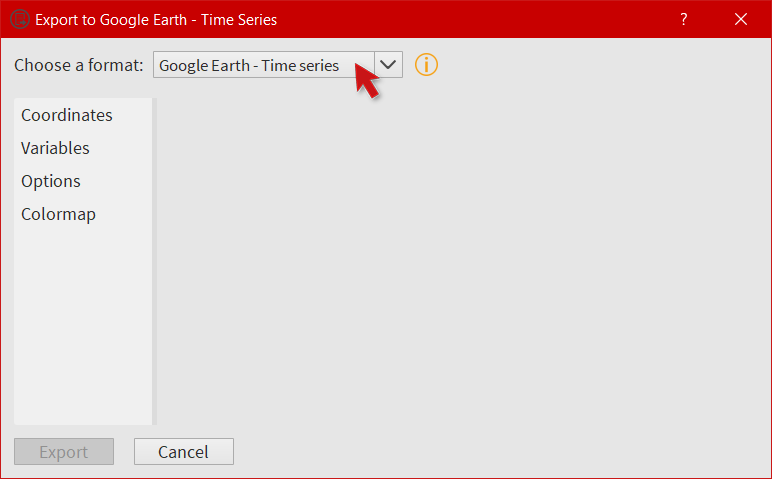 Export to Google Earth - Time Series ?
Choose a format: Google Earth - Time series
Coordinates
Variables
Options
Colormap
Export Cancel